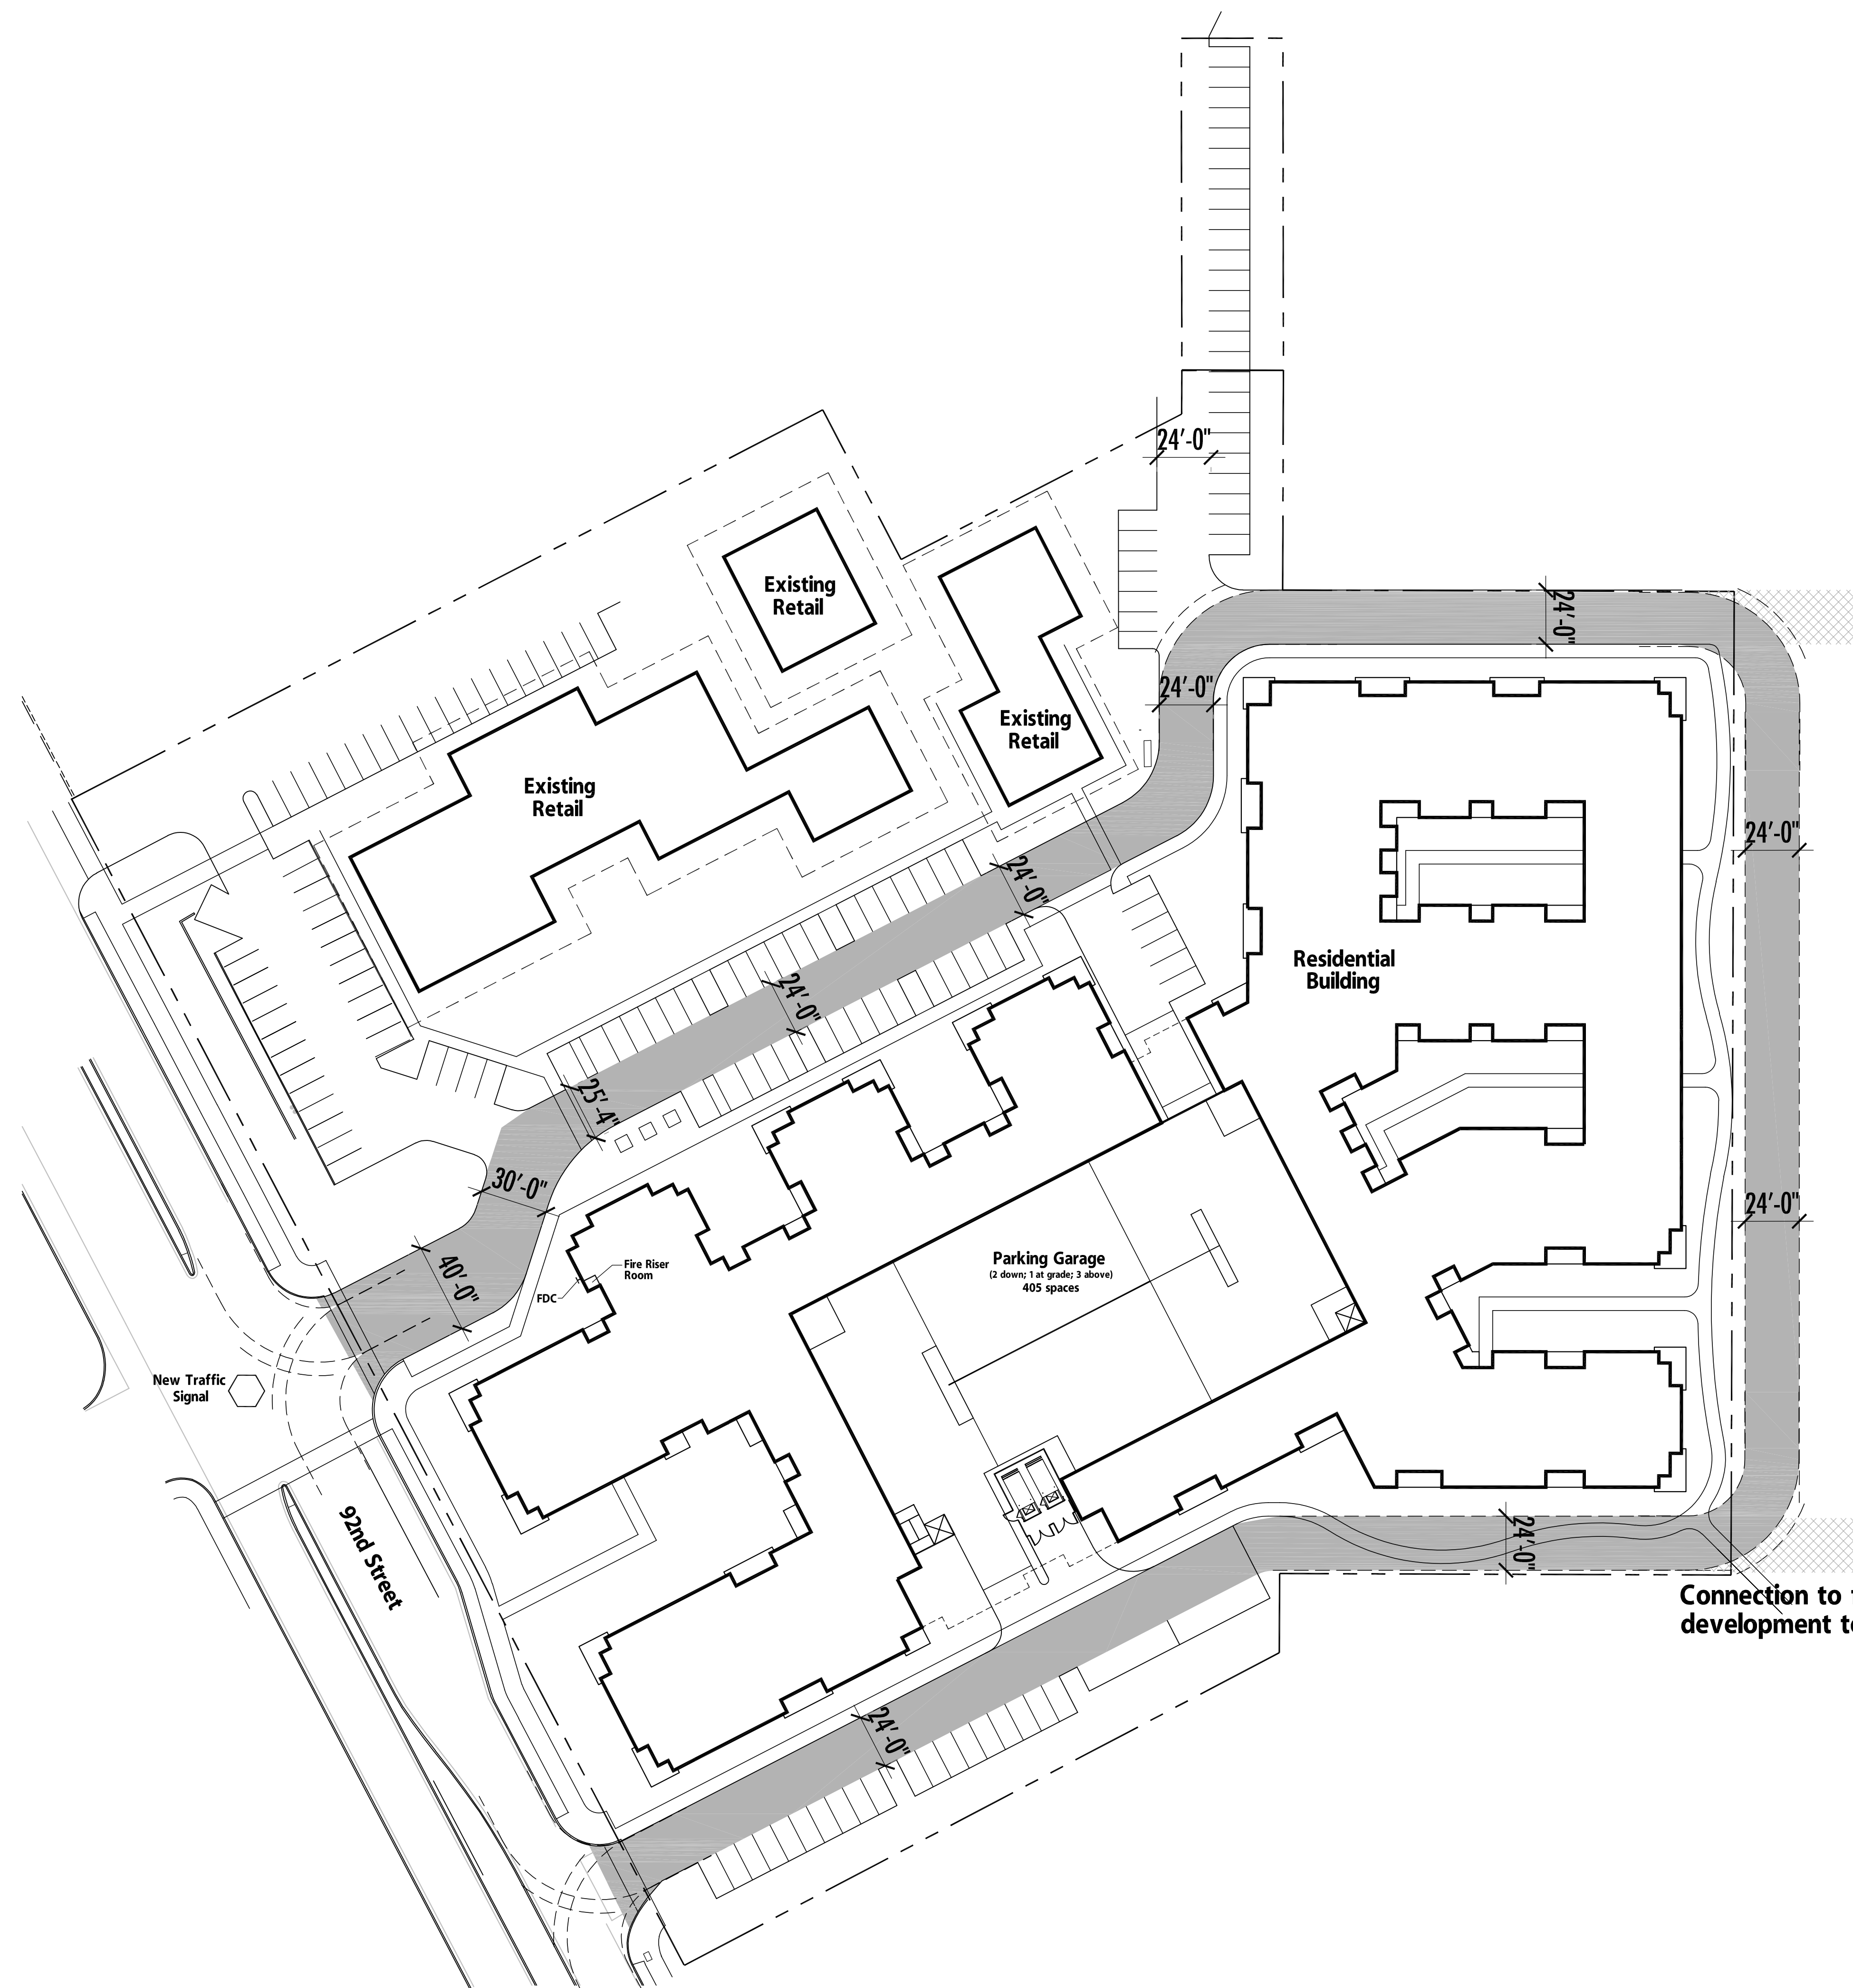 24'-0"
Existing
Retail
24'-0"
24'-0"
Existing
Retail
Existing
Retail
24'-0"
24'-0"
Residential
Building
24'-0"
25'-4"
30'-0"
24'-0"
40'-0"
Fire Riser
Room
FDC
Parking Garage
(2 down; 1 at grade; 3 above)
405 spaces
New Traffic
Signal
92nd Street
24'-0"
Connection to
development
24'-0"